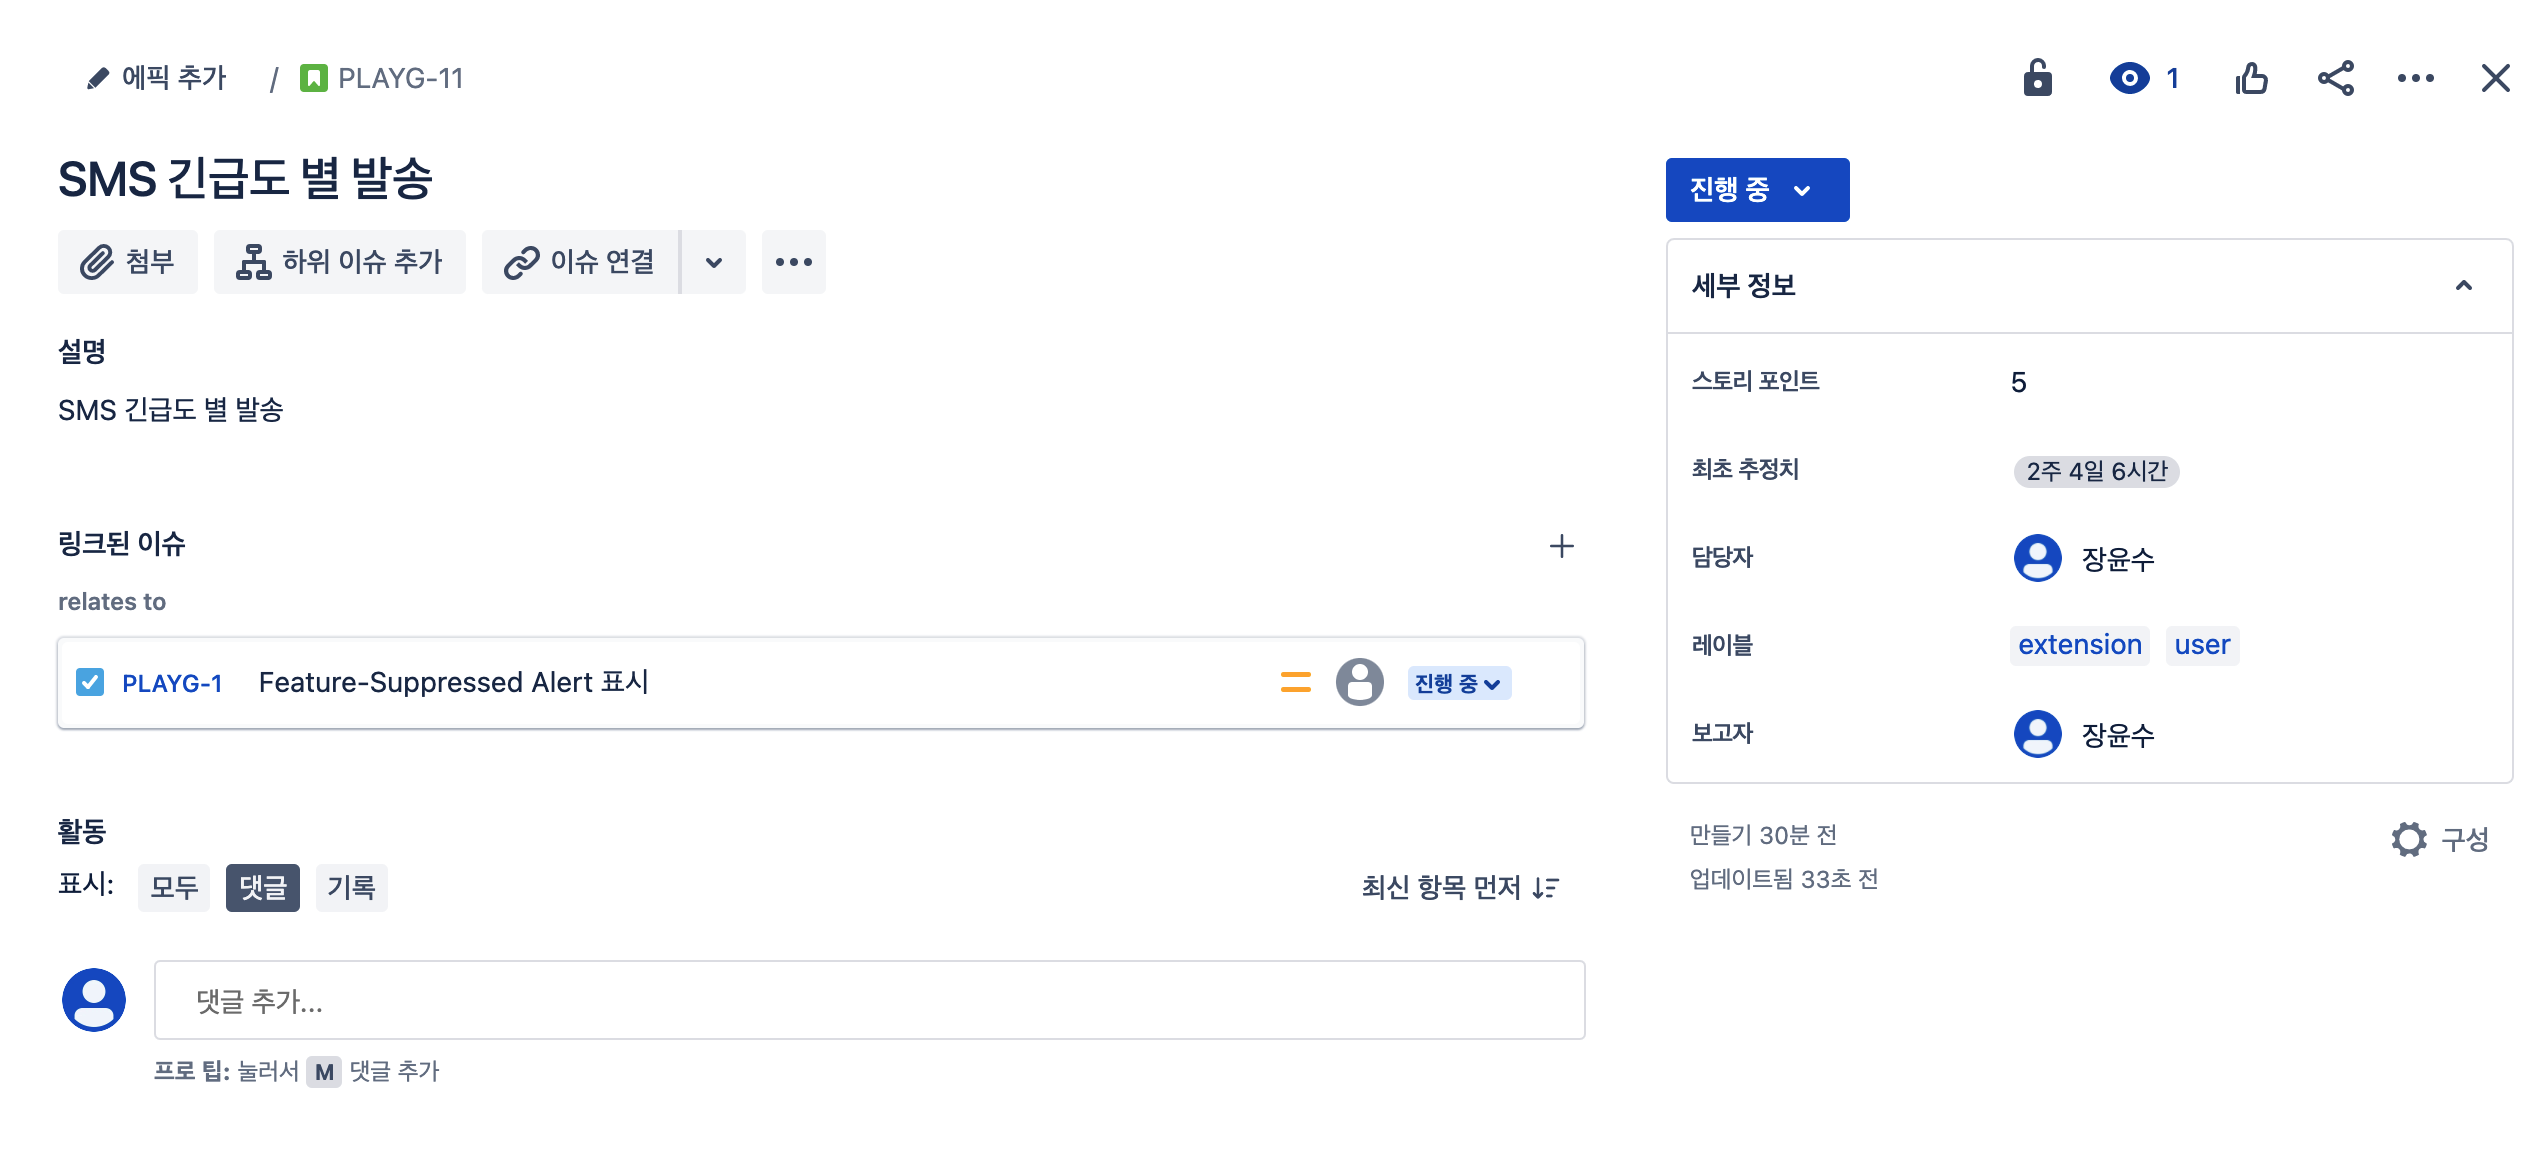 에픽 추가 / PLAYG-11
1
SMS 긴급도 별 발송
첨부 하위 이슈 추가 이슈 연결
설명
SMS 긴급도 별 발송
링크된 이슈
relates to
PLAYG-1 Feature-Suppressed Alert 표시 진행 중
활동
표시: 모두 댓글 기록 최신 항목 먼저
댓글 추가...
프로 팁: 눌러서 M 댓글 추가
진행 중
세부 정보
스토리 포인트 5
최초 추정치 2주 4일 6시간
담당자 장윤수
레이블 extension user
보고자 장윤수
만들기 30분 전 구성
업데이트됨 33초 전